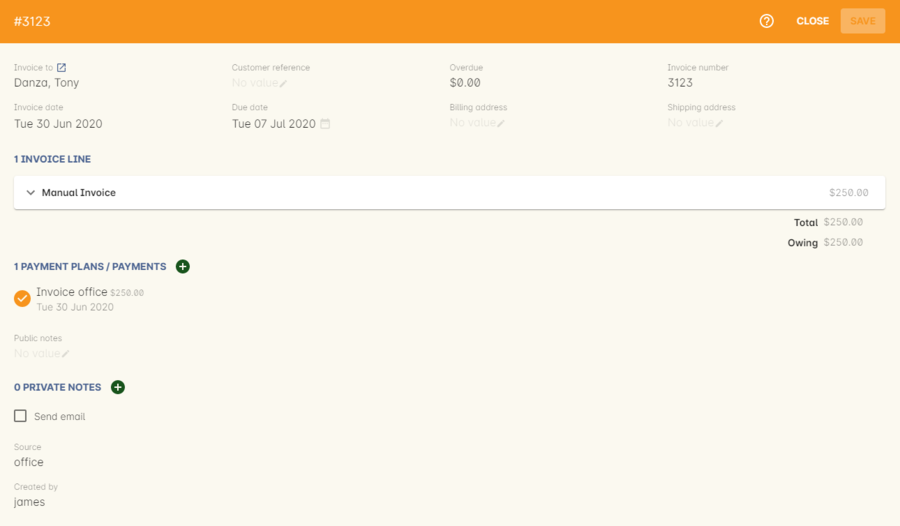 #3123
CLOSE SAVE
Invoice to Customer reference Overdue Invoice number
Danza, Tony No value $0.00 3123
Invoice date Due date Billing address Shipping address
Tue 30 Jun 2020 Tue 07 Jul 2020 No value No value
1 INVOICE LINE
Manual Invoice $250.00
Total $250.00
Owing $250.00
1 PAYMENT PLANS / PAYMENTS
Invoice office $250.00
Tue 30 Jun 2020
Public notes
No value
0 PRIVATE NOTES
Send email
Source
office
Created by
james